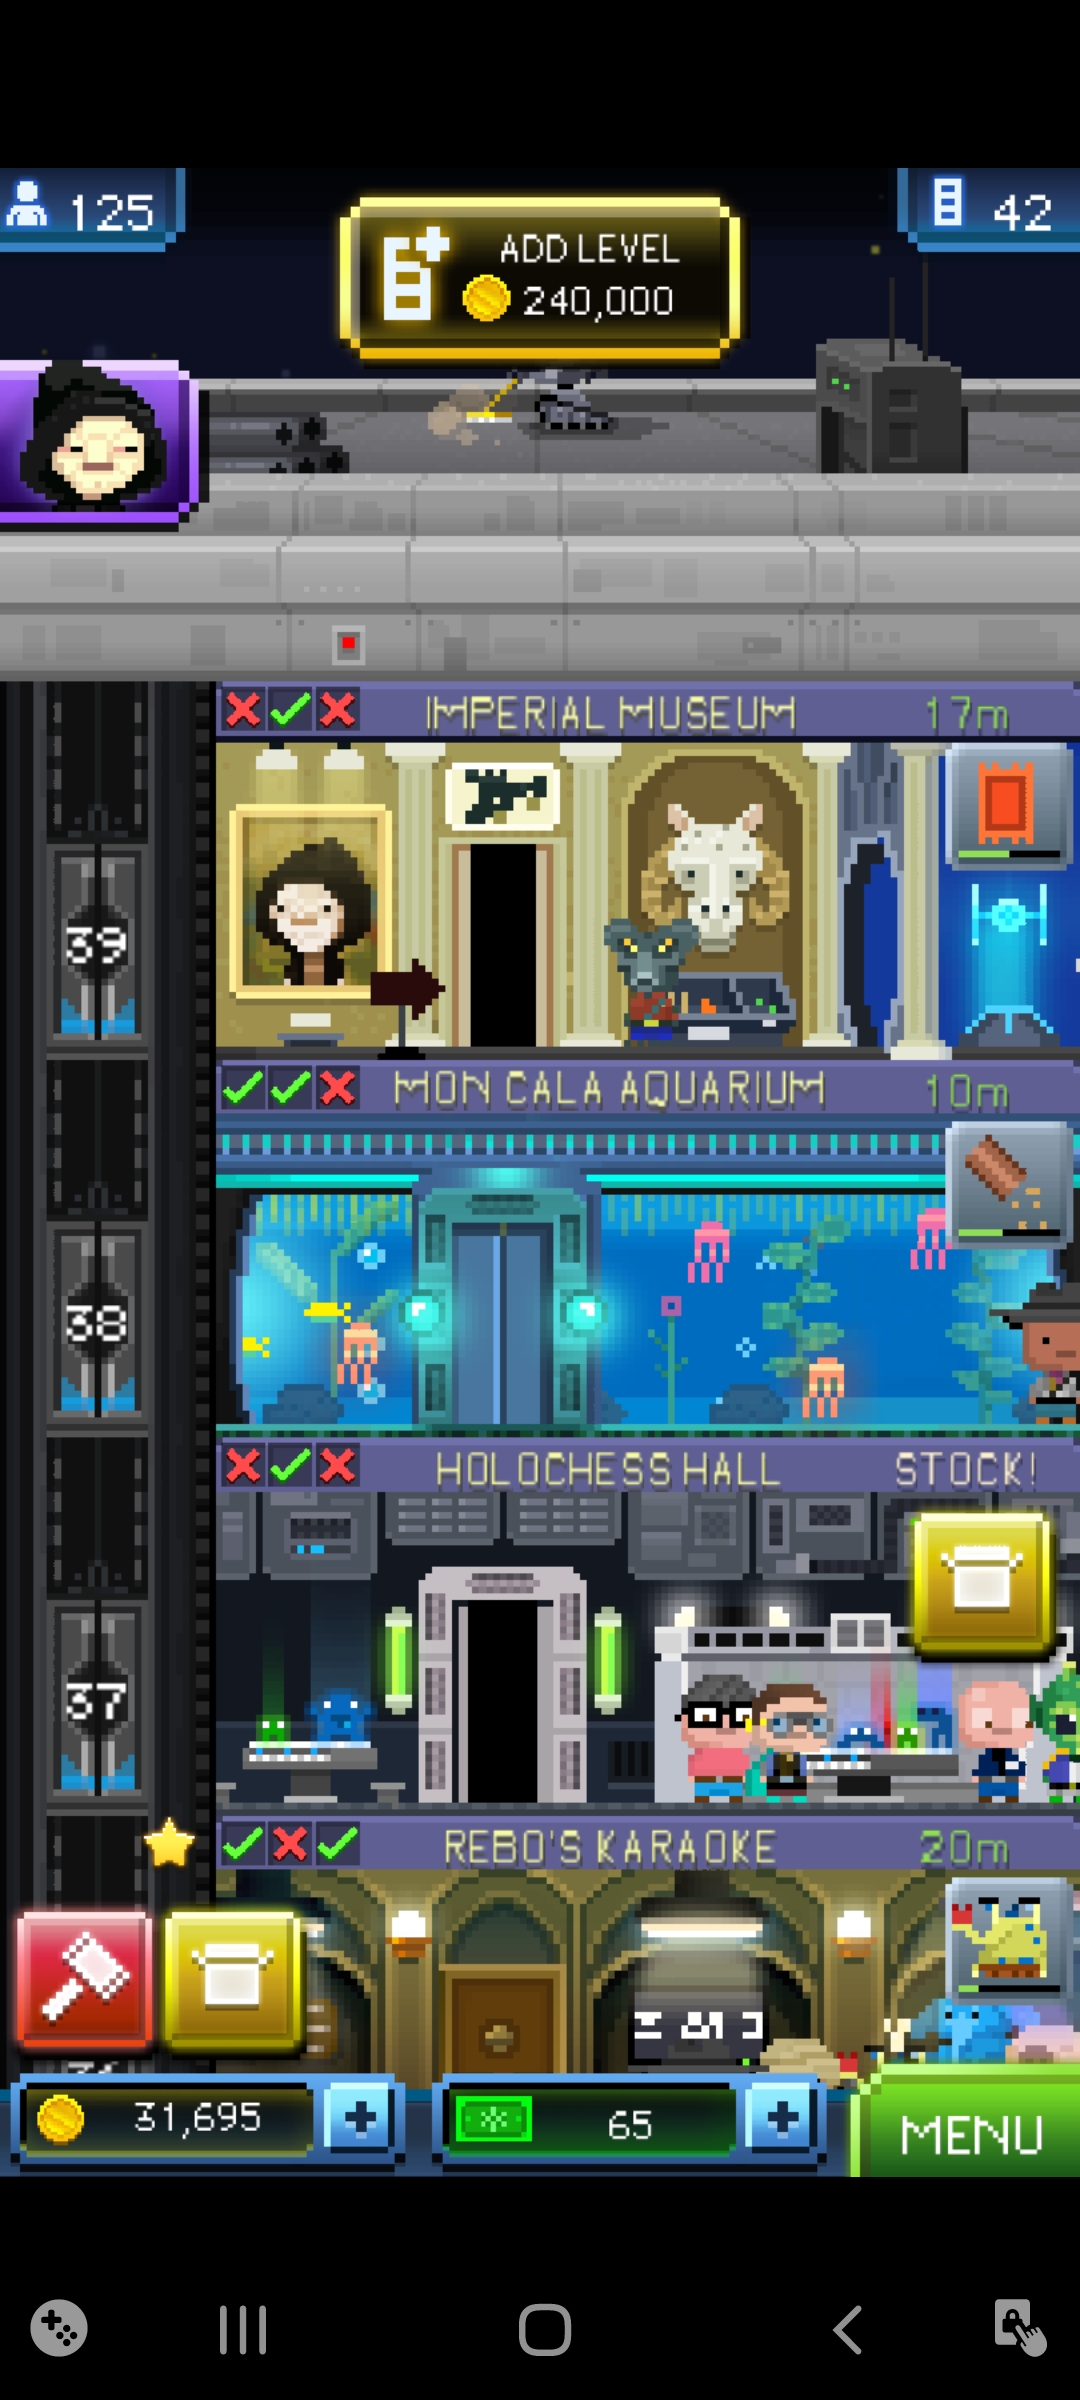 125
42
ADD LEVEL
240,000
IMPERIAL MUSEUM 17m
39
MON CALA AQUARIUM 10m
38
HOLOCHESS HALL STOCK!
37
REBO'S KARAOKE 20m
31,695
65
MENU